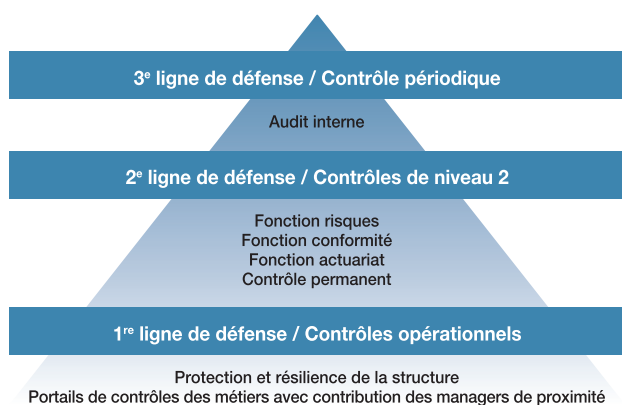 3e ligne de défense / Contrôle périodique
Audit interne
2e ligne de défense / Contrôles de niveau 2
Fonction risques
Fonction conformité
Fonction actuariat
Contrôle permanent
1re ligne de défense / Contrôles opérationnels
Protection et résilience de la structure
Portails de contrôles des métiers avec contribution des managers de proximité